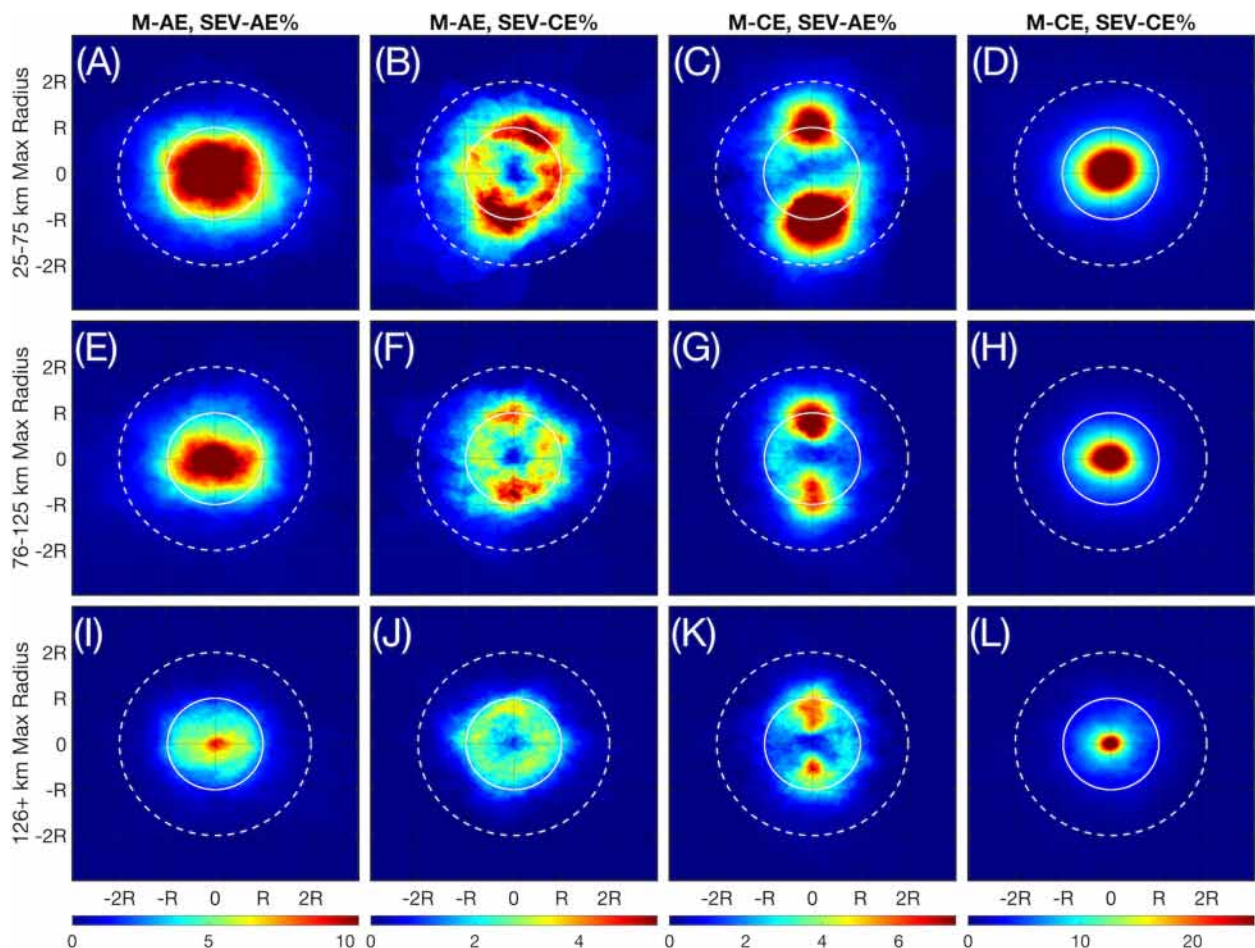 M-AE, SEV-AE% M-AE, SEV-CE% M-CE, SEV-AE% M-CE, SEV-CE%
25-75 km Max Radius
2R
R
0
-R
-2R
(A) (B) (C) (D)
76-125 km Max Radius
2R
R
0
-R
-2R
(E) (F) (G) (H)
126+ km Max Radius
2R
R
0
-R
-2R
(I) (J) (K) (L)
-2R -R 0 R 2R -2R -R 0 R 2R -2R -R 0 R 2R -2R -R 0 R 2R
0 5 10 0 2 4 0 2 4 6 0 10 20